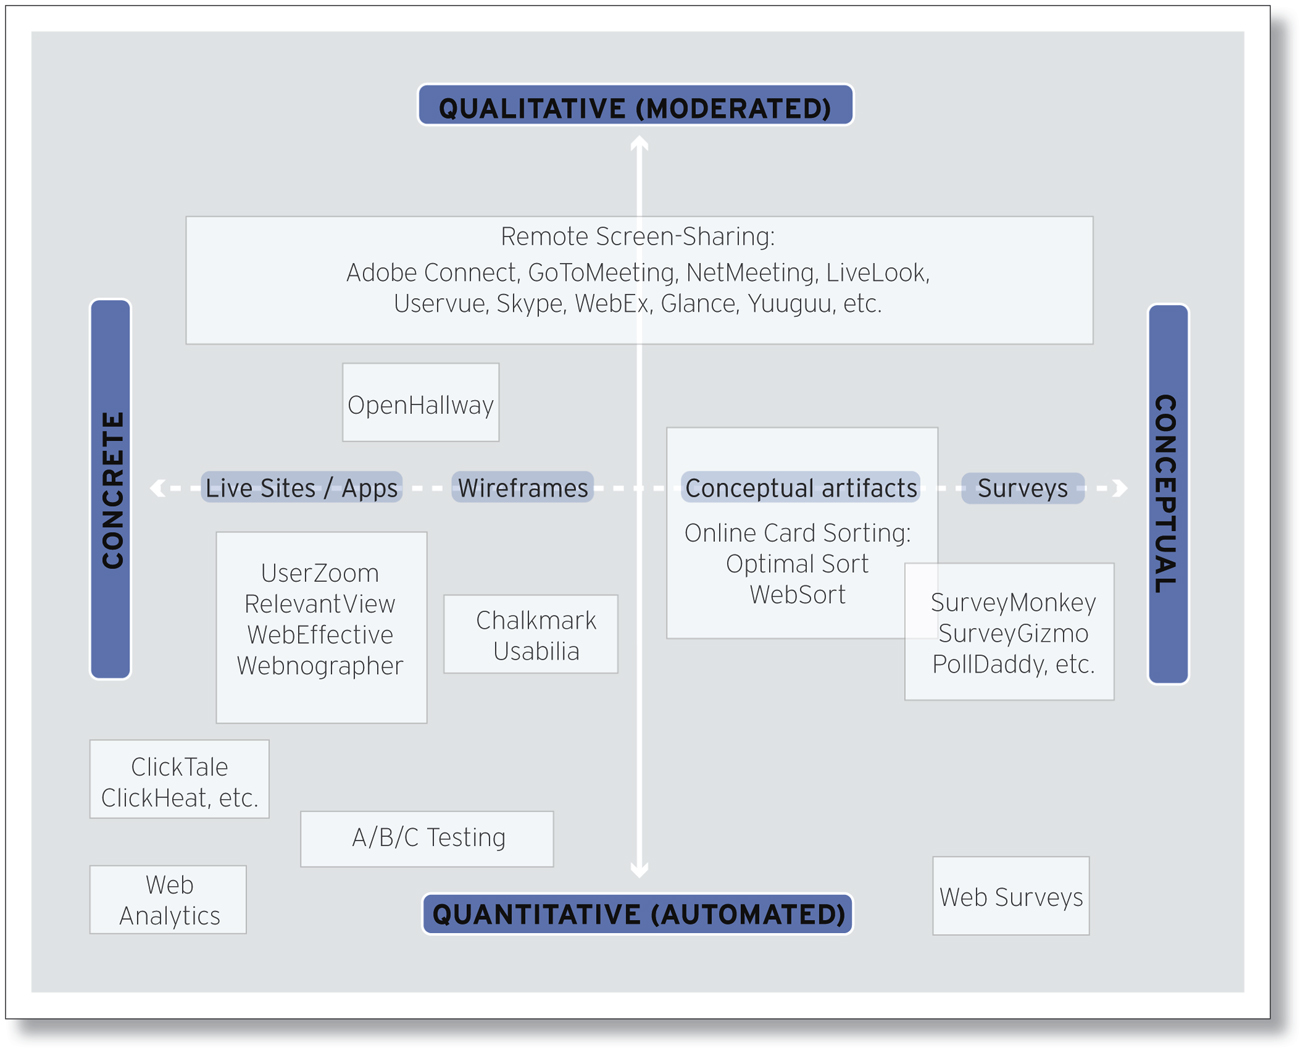 QUALITATIVE (MODERATED)
Remote Screen-Sharing:
Adobe Connect, GoToMeeting, NetMeeting, LiveLook,
Uservue, Skype, WebEx, Glance, Yuuguu, etc.
OpenHallway
CONCRETE
CONCEPTUAL
Live Sites / Apps
Wireframes
Conceptual artifacts
Surveys
Online Card Sorting:
Optimal Sort
WebSort
UserZoom
RelevantView
WebEffective
Webnographer
Chalkmark
Usabilia
SurveyMonkey
SurveyGizmo
PollDaddy, etc.
ClickTale
ClickHeat, etc.
A/B/C Testing
Web
Analytics
Web Surveys
QUANTITATIVE (AUTOMATED)